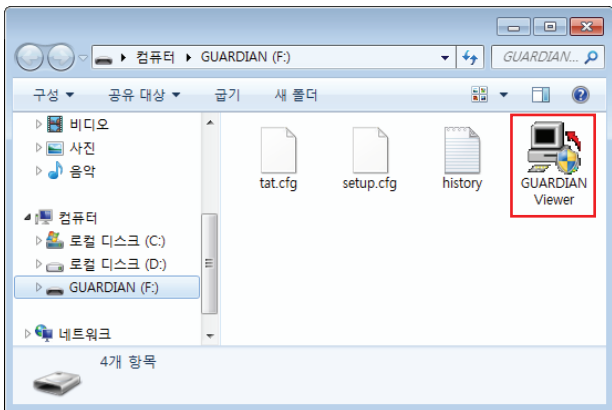 컴퓨터 GUARDIAN (F:)
GUARDIAN...
구성 공유 대상 굽기 새 폴더
비디오
사진
음악
컴퓨터
로컬 디스크 (C:)
로컬 디스크 (D:)
GUARDIAN (F:)
네트워크
tat.cfg
setup.cfg
history
GUARDIAN
Viewer
4개 항목